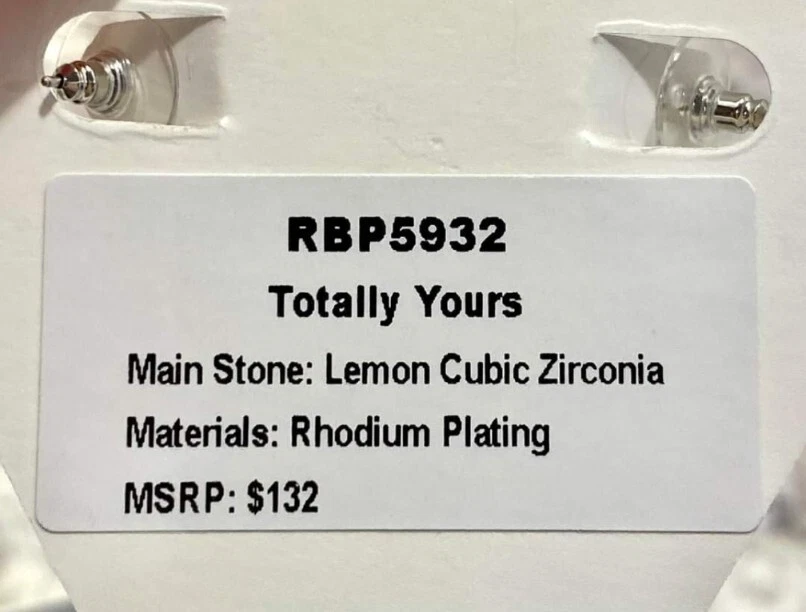 RBP5932
Totally Yours
Main Stone: Lemon Cubic Zirconia
Materials: Rhodium Plating
MSRP: $132